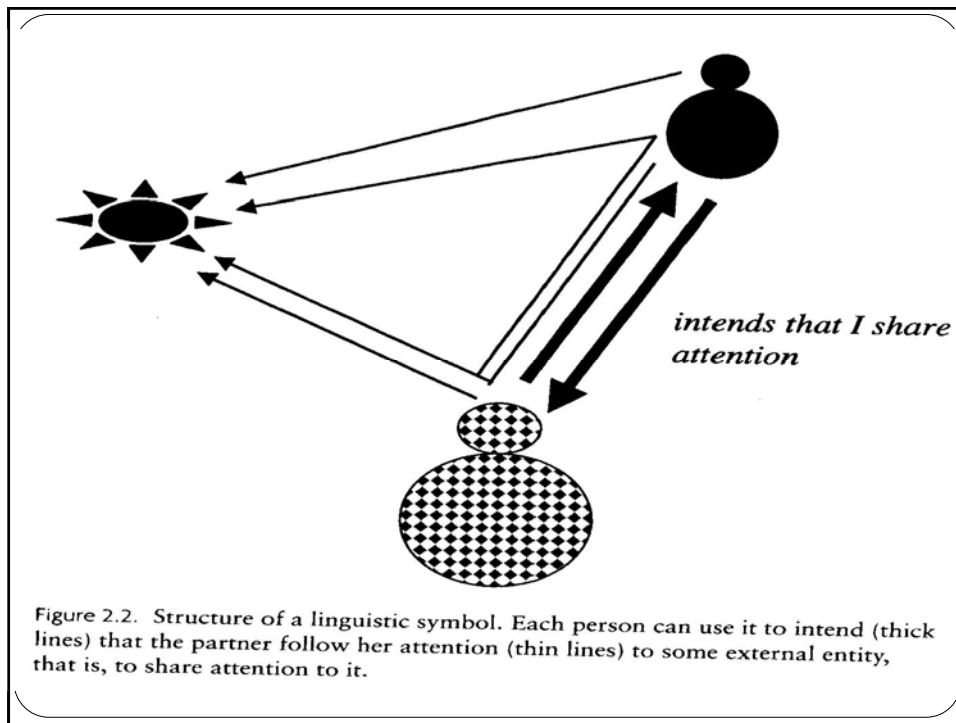 intends that I share
attention
Figure 2.2. Structure of a linguistic symbol. Each person can use it to intend (thick
lines) that the partner follow her attention (thin lines) to some external entity,
that is, to share attention to it.